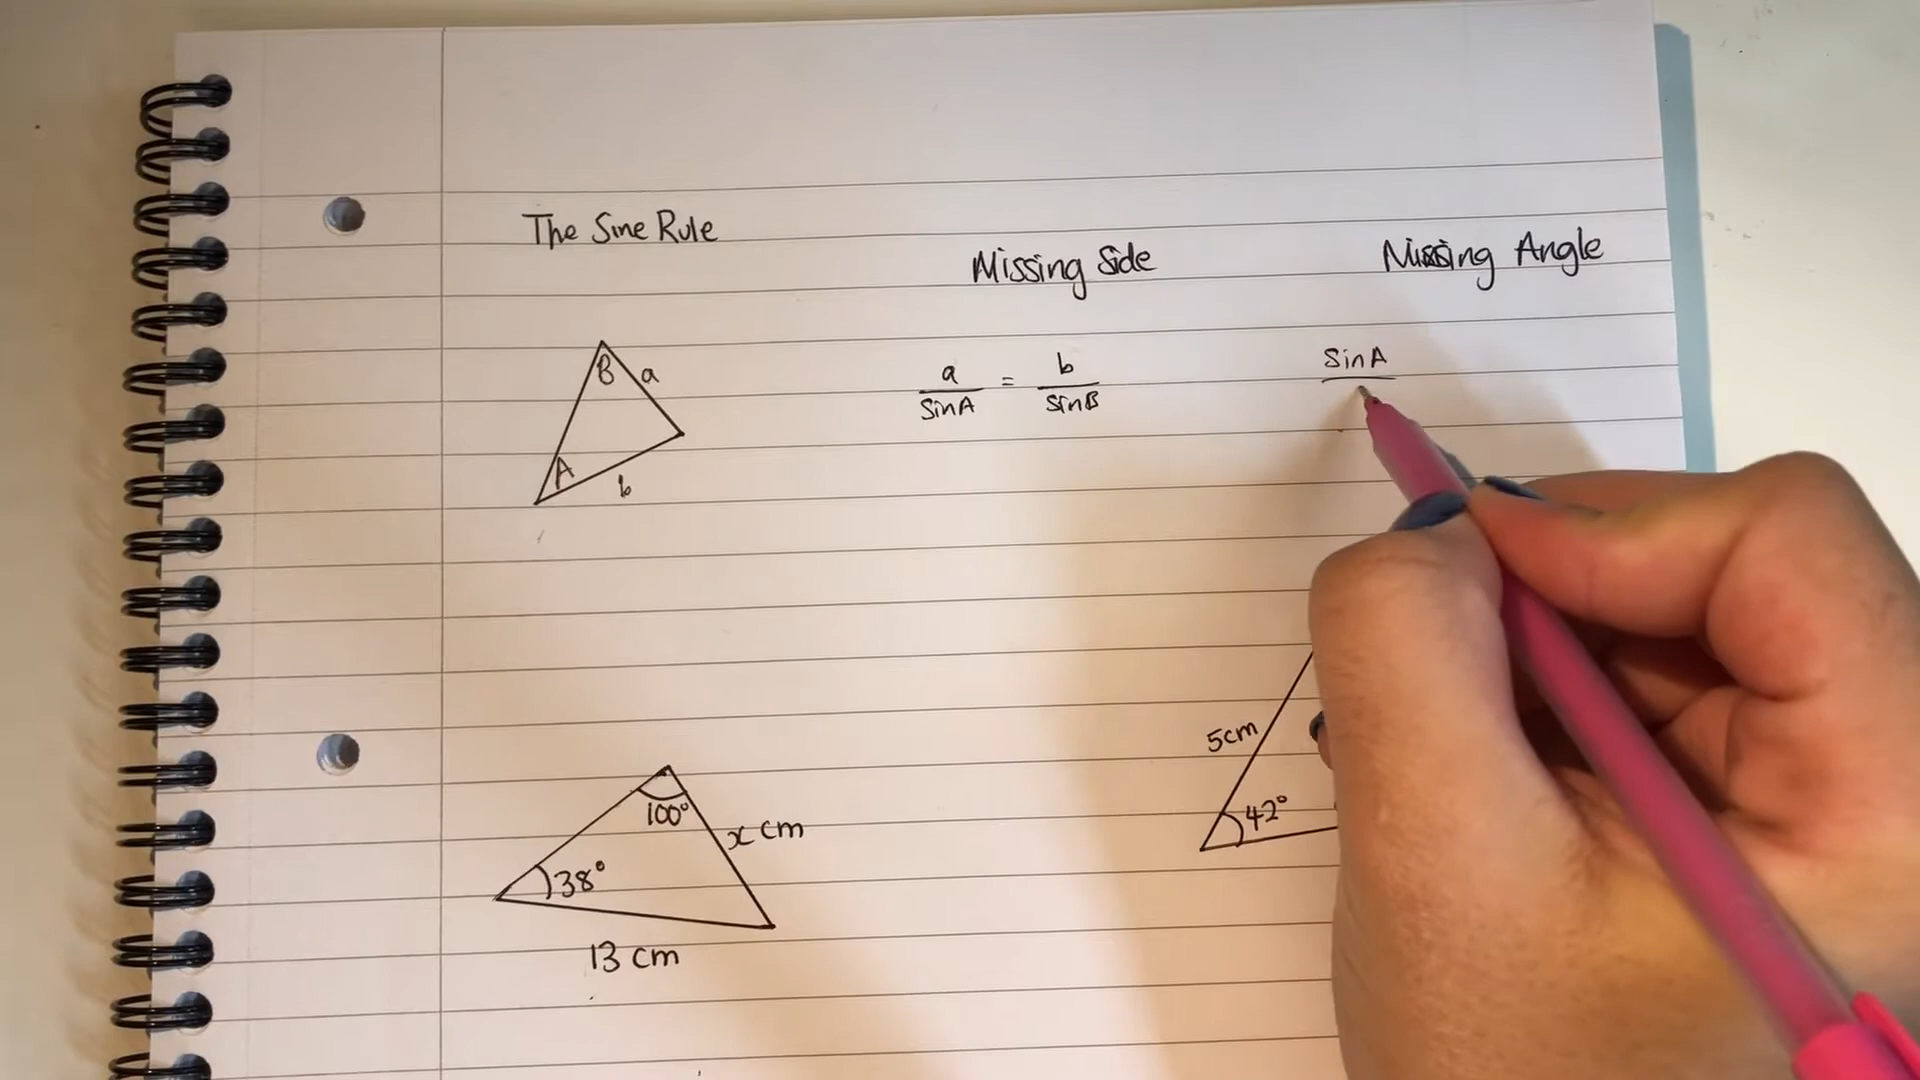 The Sine Rule
Missing Side
Missing Angle
B
a
A
b
a
sinA
=
b
sinB
sinA
100°
x cm
38°
13 cm
5cm
42°